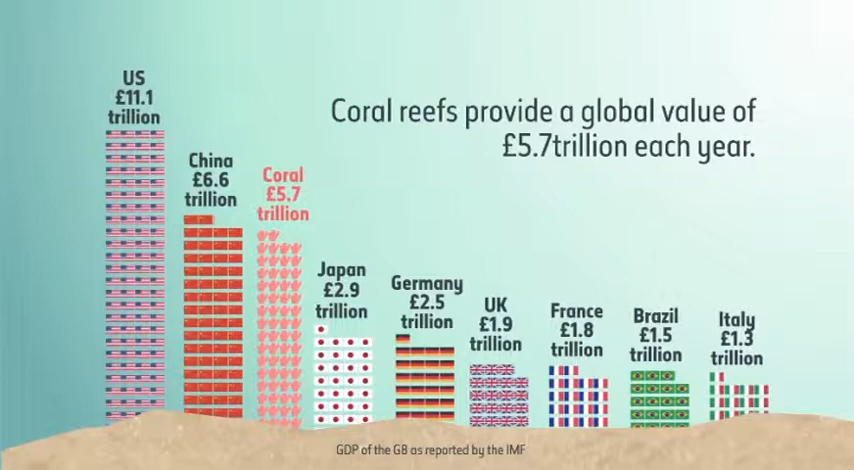 US
£11.1
trillion
Coral reefs provide a global value of
£5.7trillion each year.
China
£6.6
trillion
Coral
£5.7
trillion
Japan
£2.9
trillion
Germany
£2.5
trillion
UK
£1.9
trillion
France
£1.8
trillion
Brazil
£1.5
trillion
Italy
£1.3
trillion
GDP of the G8 as reported by the IMF